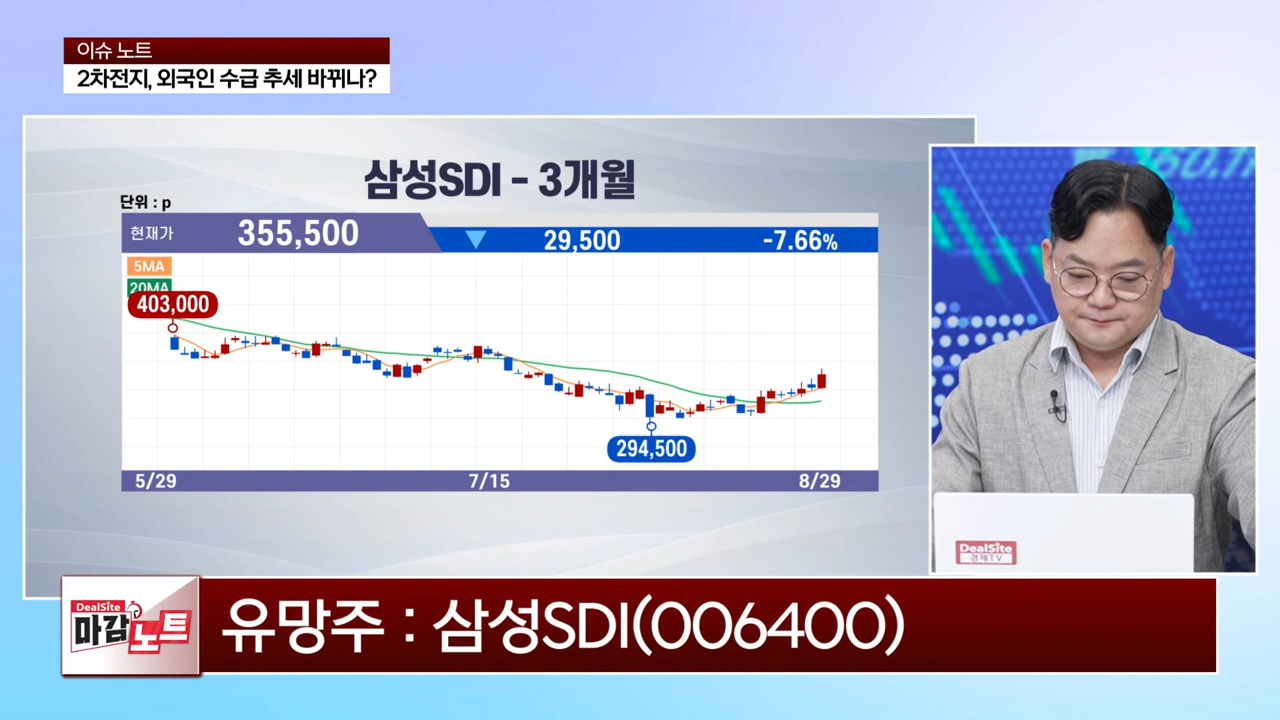 이슈 노트
2차전지, 외국인 수급 추세 바뀌나?
삼성SDI - 3개월
단위 : p
현재가 355,500 ▼ 29,500 -7.66%
5MA
20MA
403,000
294,500
5/29 7/15 8/29
60.1
DealSite
경제TV
DealSite
마감노트
유망주 : 삼성SDI(006400)